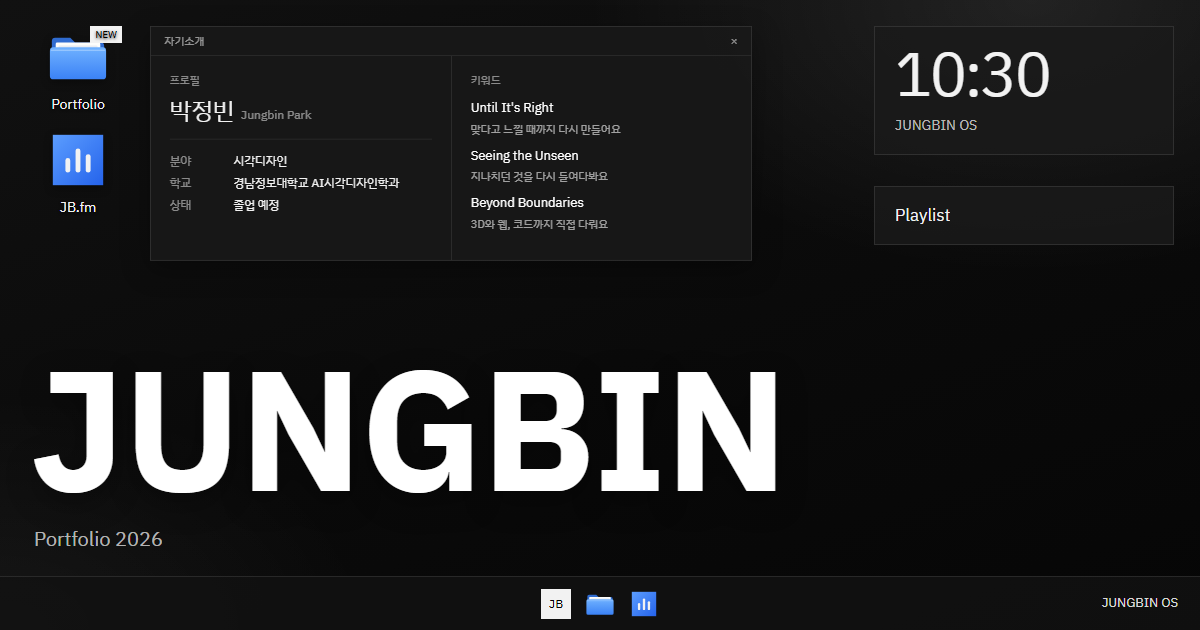 NEW
Portfolio
JB.fm
자기소개 ×
프로필
박정빈 Jungbin Park
분야 시각디자인
학교 경남정보대학교 AI시각디자인학과
상태 졸업 예정
키워드
Until It's Right
맞다고 느낄 때까지 다시 만들어요
Seeing the Unseen
지나치던 것을 다시 들여다봐요
Beyond Boundaries
3D와 웹, 코드까지 직접 다뤄요
10:30
JUNGBIN OS
Playlist
JUNGBIN
Portfolio 2026
JB
JUNGBIN OS